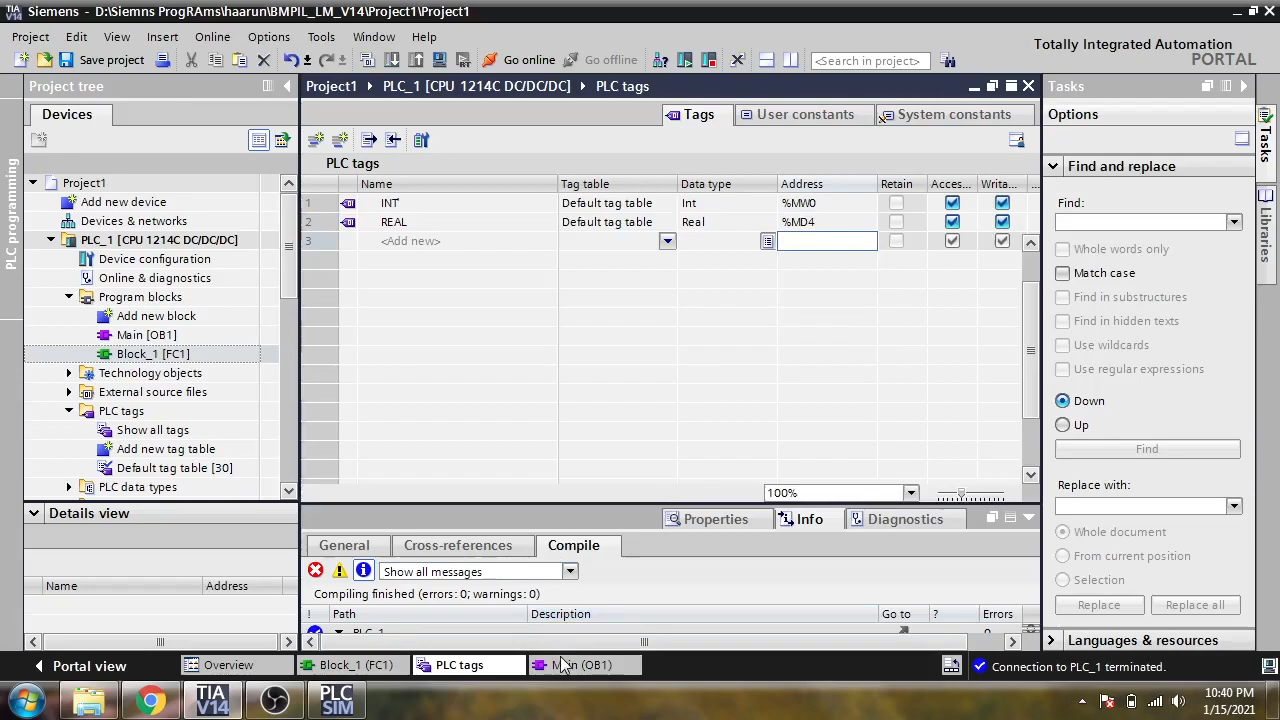 TIA
V14
Siemens - D:\Siemns ProgRAms\haarun\BMPIL_LM_V14\Project1\Project1
Project Edit View Insert Online Options Tools Window Help
Totally Integrated Automation
PORTAL
Save project
Go online
Go offline
<Search in project>
Project tree
Devices
PLC programming
Project1
Add new device
Devices & networks
PLC_1 [CPU 1214C DC/DC/DC]
Device configuration
Online & diagnostics
Program blocks
Add new block
Main [OB1]
Block_1 [FC1]
Technology objects
External source files
PLC tags
Show all tags
Add new tag table
Default tag table [30]
PLC data types
Details view
Name Address
Project1 PLC_1 [CPU 1214C DC/DC/DC] PLC tags
Tags User constants System constants
PLC tags
Name Tag table Data type Address Retain Acces... Writa... ...
1 INT Default tag table Int %MW0
2 REAL Default tag table Real %MD4
3 <Add new>
100%
Properties Info Diagnostics
General Cross-references Compile
Show all messages
Compiling finished (errors: 0; warnings: 0)
! Path Description Go to ? Errors
PLC_1 0
Tasks
Options
Find and replace
Find:
Whole words only
Match case
Find in substructures
Find in hidden texts
Use wildcards
Use regular expressions
Down
Up
Find
Replace with:
Whole document
From current position
Selection
Replace Replace all
Languages & resources
Tasks
Libraries
Portal view Overview Block_1 (FC1) PLC tags Main (OB1) Connection to PLC_1 terminated.
TIA
V14
PLC
SIM
10:40 PM
1/15/2021